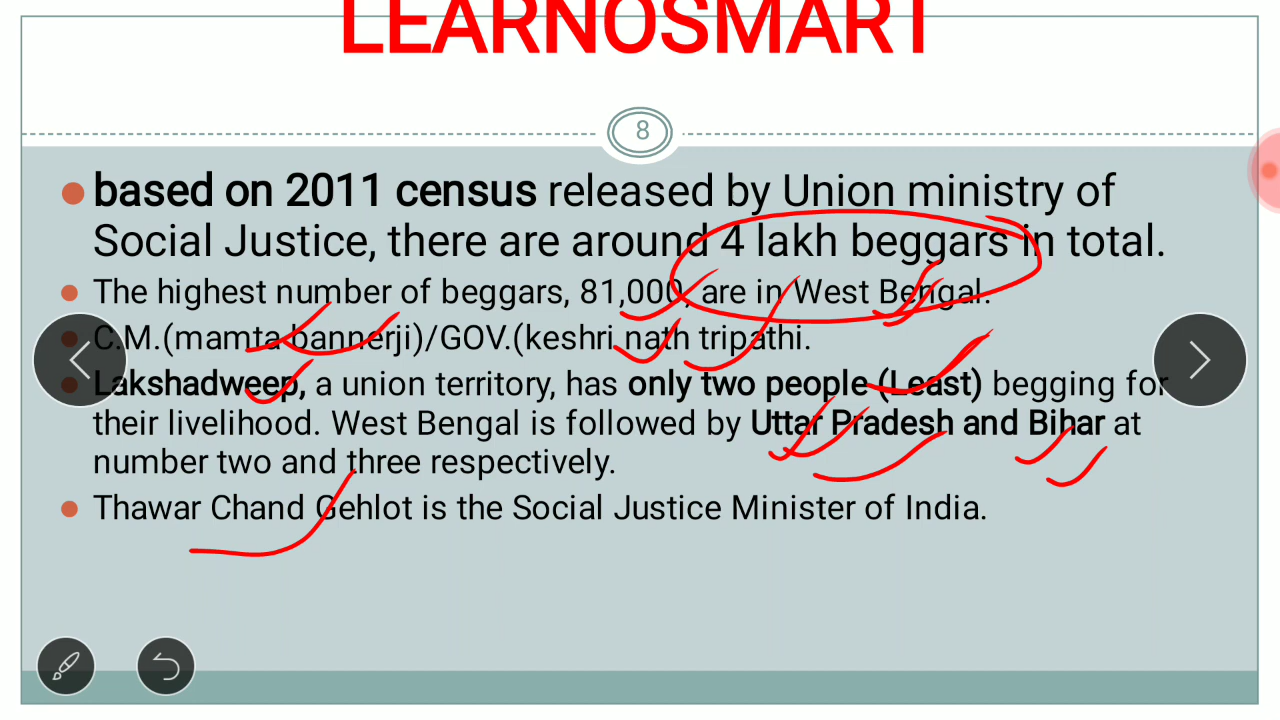 LEARNOSMART
8
based on 2011 census released by Union ministry of
Social Justice, there are around 4 lakh beggars in total.
The highest number of beggars, 81,000, are in West Bengal.
C.M.(mamta bannerji)/GOV.(keshri nath tripathi.
Lakshadweep, a union territory, has only two people (Least) begging for
their livelihood. West Bengal is followed by Uttar Pradesh and Bihar at
number two and three respectively.
Thawar Chand Gehlot is the Social Justice Minister of India.